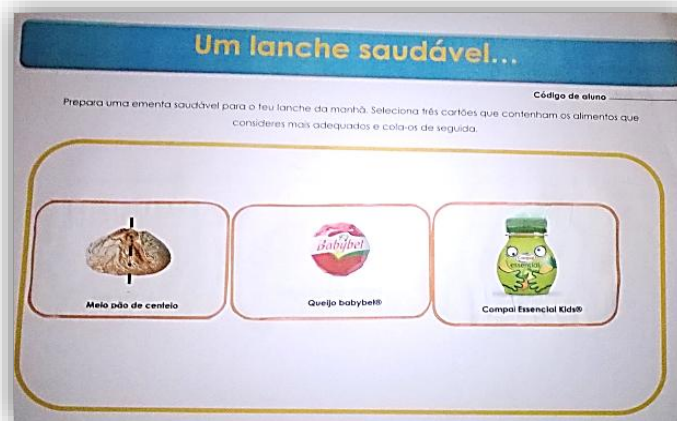 Um lanche saudável...
Código de aluno
Prepara uma ementa saudável para o teu lanche da manhã. Seleciona três cartões que contenham os alimentos que
consideres mais adequados e cola-os de seguida.
Babybel
essencial
Meio pão de centeio
Queijo babybel®
Compal Essencial Kids®